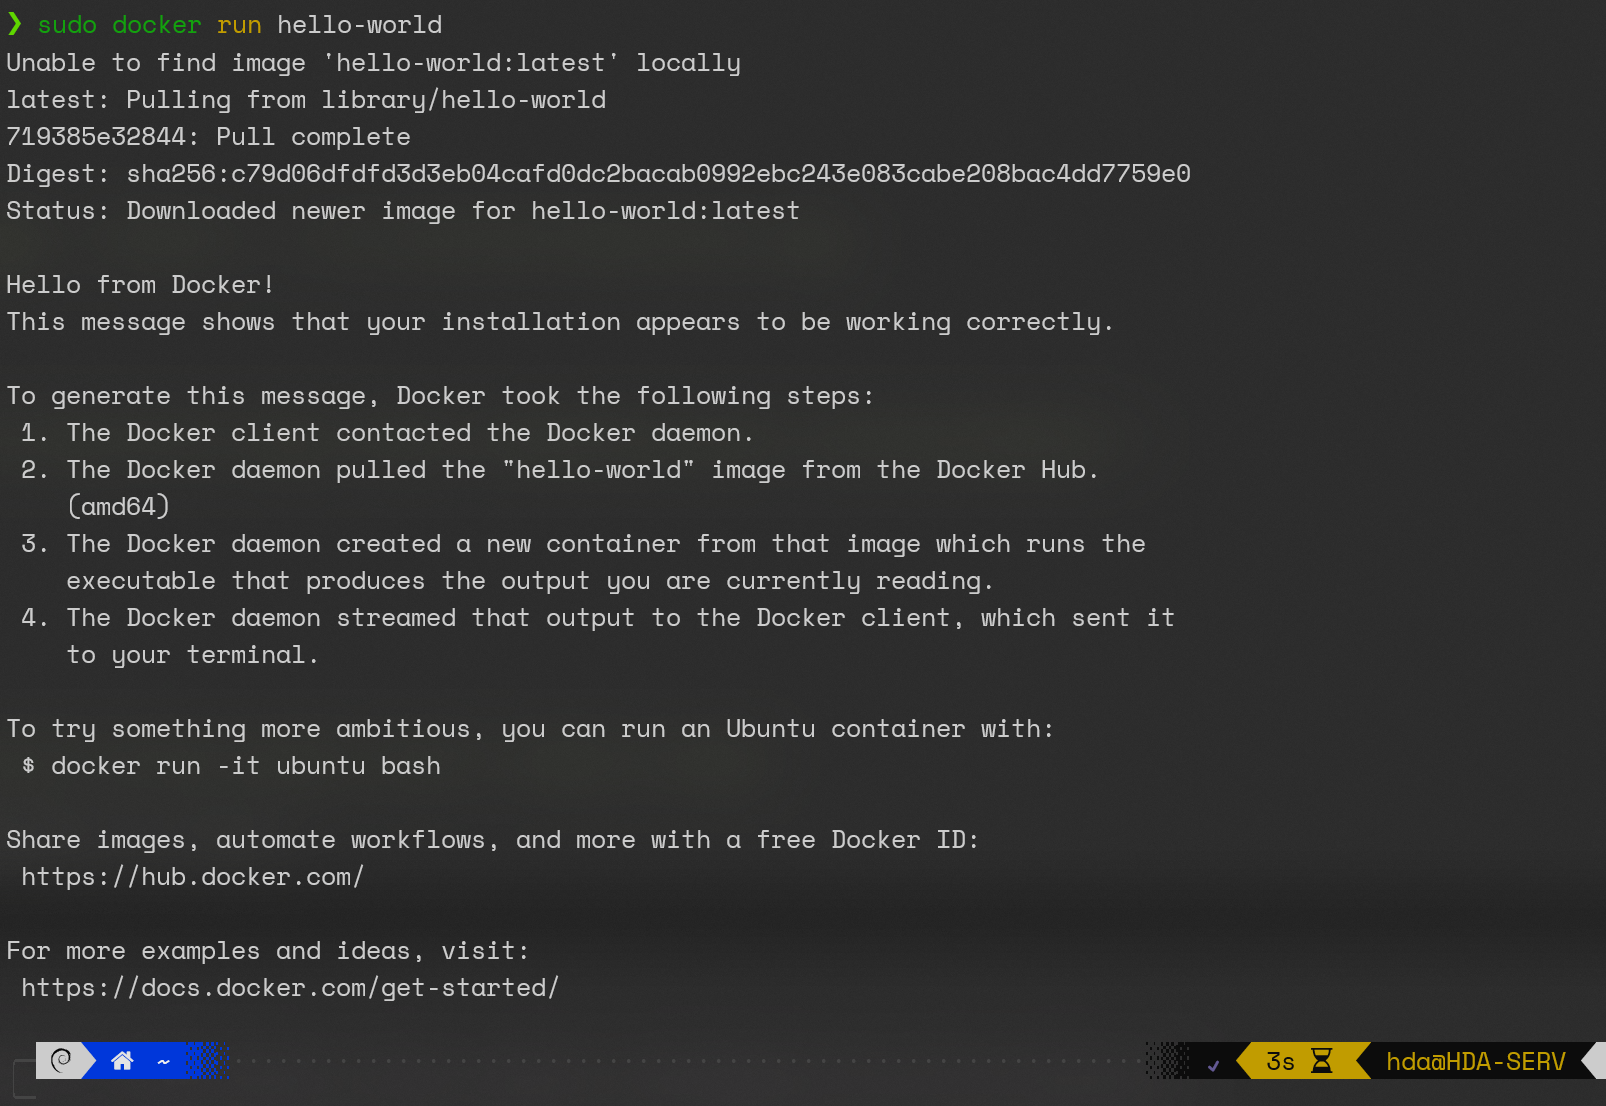 ❯ sudo docker run hello-world
Unable to find image 'hello-world:latest' locally
latest: Pulling from library/hello-world
719385e32844: Pull complete
Digest: sha256:c79d06dfdfd3d3eb04cafd0dc2bacab0992ebc243e083cabe208bac4dd7759e0
Status: Downloaded newer image for hello-world:latest

Hello from Docker!
This message shows that your installation appears to be working correctly.

To generate this message, Docker took the following steps:
 1. The Docker client contacted the Docker daemon.
 2. The Docker daemon pulled the "hello-world" image from the Docker Hub.
    (amd64)
 3. The Docker daemon created a new container from that image which runs the
    executable that produces the output you are currently reading.
 4. The Docker daemon streamed that output to the Docker client, which sent it
    to your terminal.

To try something more ambitious, you can run an Ubuntu container with:
 $ docker run -it ubuntu bash

Share images, automate workflows, and more with a free Docker ID:
 https://hub.docker.com/

For more examples and ideas, visit:
 https://docs.docker.com/get-started/

~ 3s hda@HDA-SERV